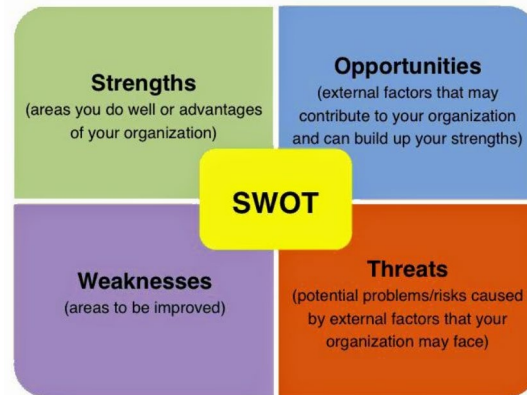 Strengths
(areas you do well or advantages
of your organization)
Opportunities
(external factors that may
contribute to your organization
and can build up your strengths)
SWOT
Weaknesses
(areas to be improved)
Threats
(potential problems/risks caused
by external factors that your
organization may face)